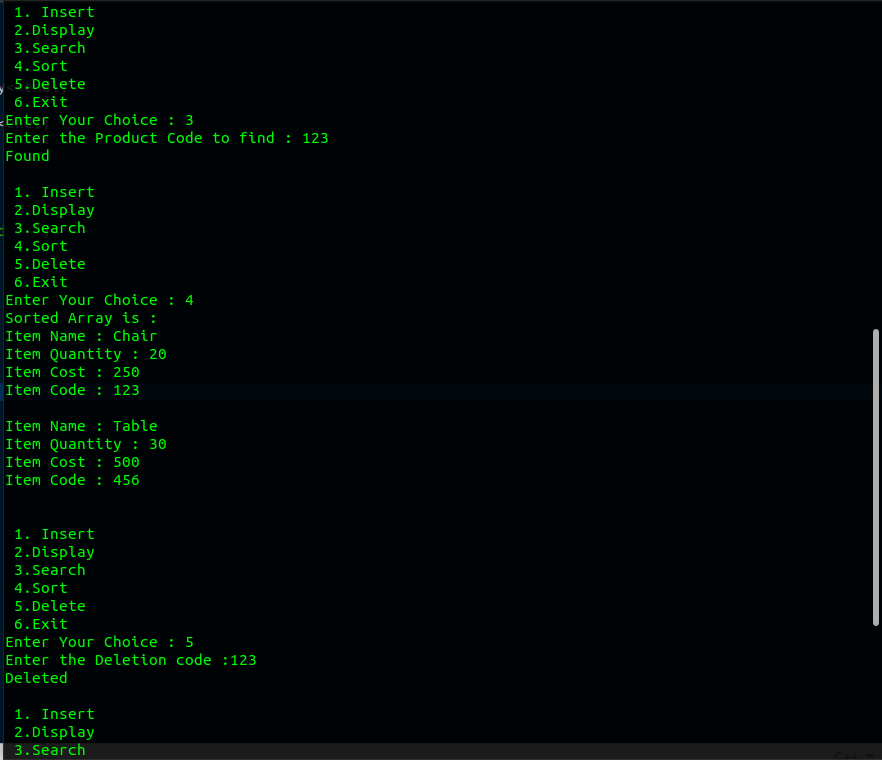 1. Insert
2.Display
3.Search
4.Sort
5.Delete
6.Exit
Enter Your Choice : 3
Enter the Product Code to find : 123
Found
1. Insert
2.Display
3.Search
4.Sort
5.Delete
6.Exit
Enter Your Choice : 4
Sorted Array is :
Item Name : Chair
Item Quantity : 20
Item Cost : 250
Item Code : 123
Item Name : Table
Item Quantity : 30
Item Cost : 500
Item Code : 456
1. Insert
2.Display
3.Search
4.Sort
5.Delete
6.Exit
Enter Your Choice : 5
Enter the Deletion code :123
Deleted
1. Insert
2.Display
3.Search